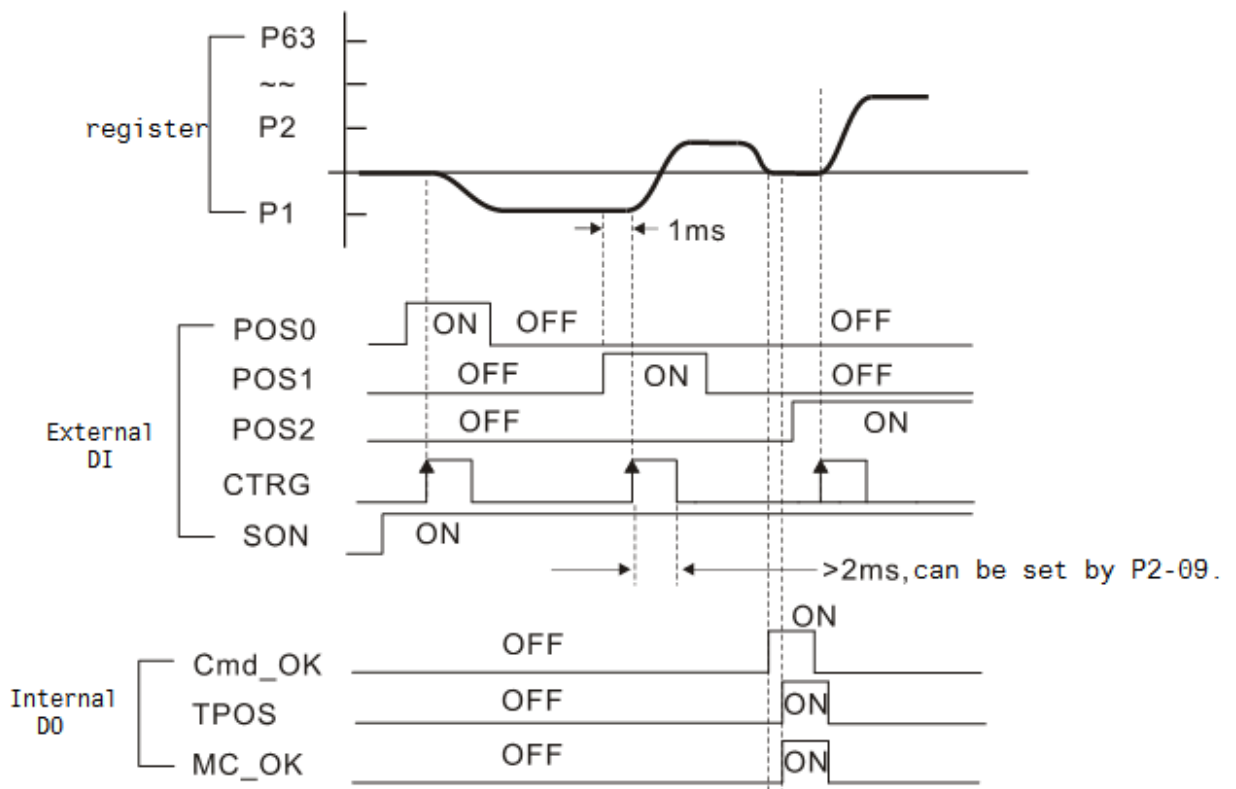 P63
~~
register P2
P1
1ms
POS0 ON OFF OFF
POS1 OFF ON OFF
External
DI
POS2 OFF ON
CTRG
SON ON
>2ms,can be set by P2-09.
ON
Cmd_OK OFF
Internal
DO
TPOS OFF ON
MC_OK OFF ON